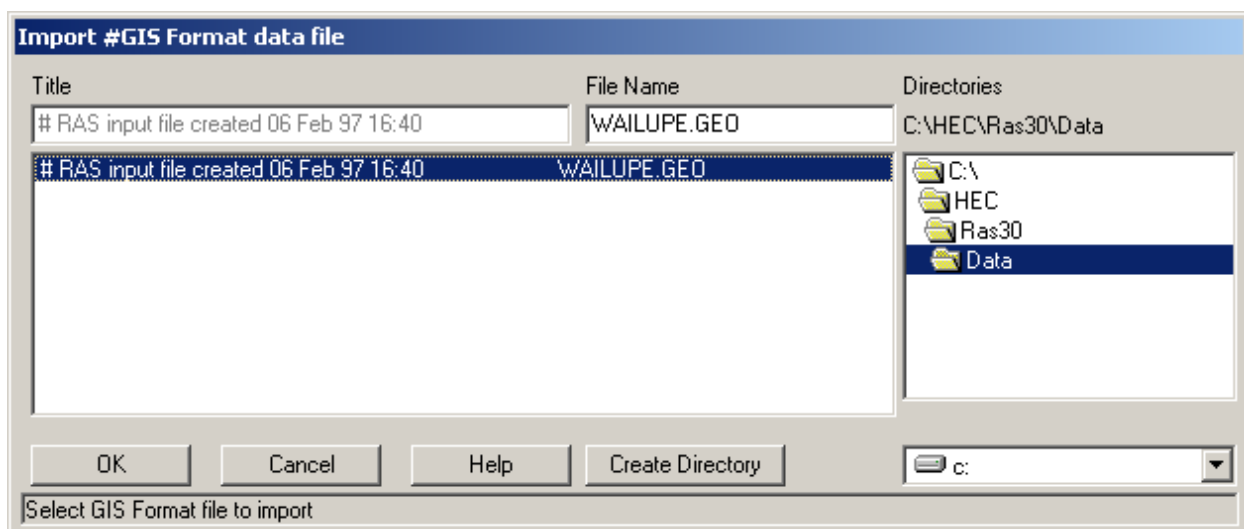 Import #GIS Format data file
Title File Name Directories
# RAS input file created 06 Feb 97 16:40 WAILUPE.GEO C:\HEC\Ras30\Data
# RAS input file created 06 Feb 97 16:40 WAILUPE.GEO
C:\
HEC
Ras30
Data
OK Cancel Help Create Directory c:
Select GIS Format file to import